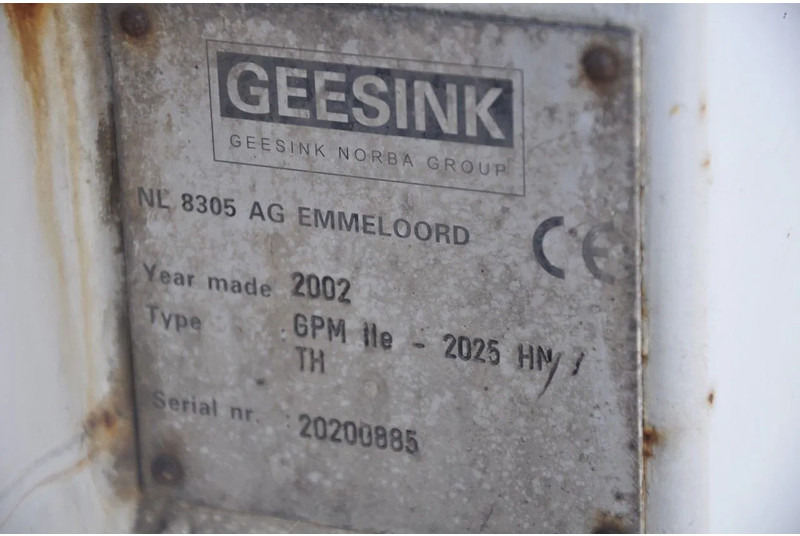 GEESINK
GEESINK NORBA GROUP
NL 8305 AG EMMELOORD
CE
Year made 2002
Type : GPM IIe - 2025 HN/ /
TH
Serial nr. : 20200885